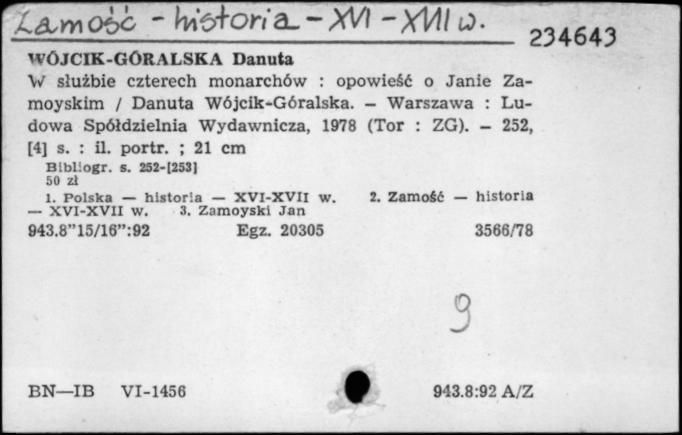 Zamość - historia - XVI - XVII w.
234643
WÓJCIK-GÓRALSKA Danuta
W służbie czterech monarchów : opowieść o Janie Za-
moyskim / Danuta Wójcik-Góralska. — Warszawa : Lu-
dowa Spółdzielnia Wydawnicza, 1978 (Tor : ZG). — 252,
[4] s. : il. portr. ; 21 cm
Bibliogr. s. 252-[253]
50 zł
1. Polska — historia — XVI-XVII w. 2. Zamość — historia
— XVI-XVII w. 3. Zamoyski Jan
943.8"15/16":92 Egz. 20305 3566/78
9
BN—IB VI-1456 943.8:92 A/Z